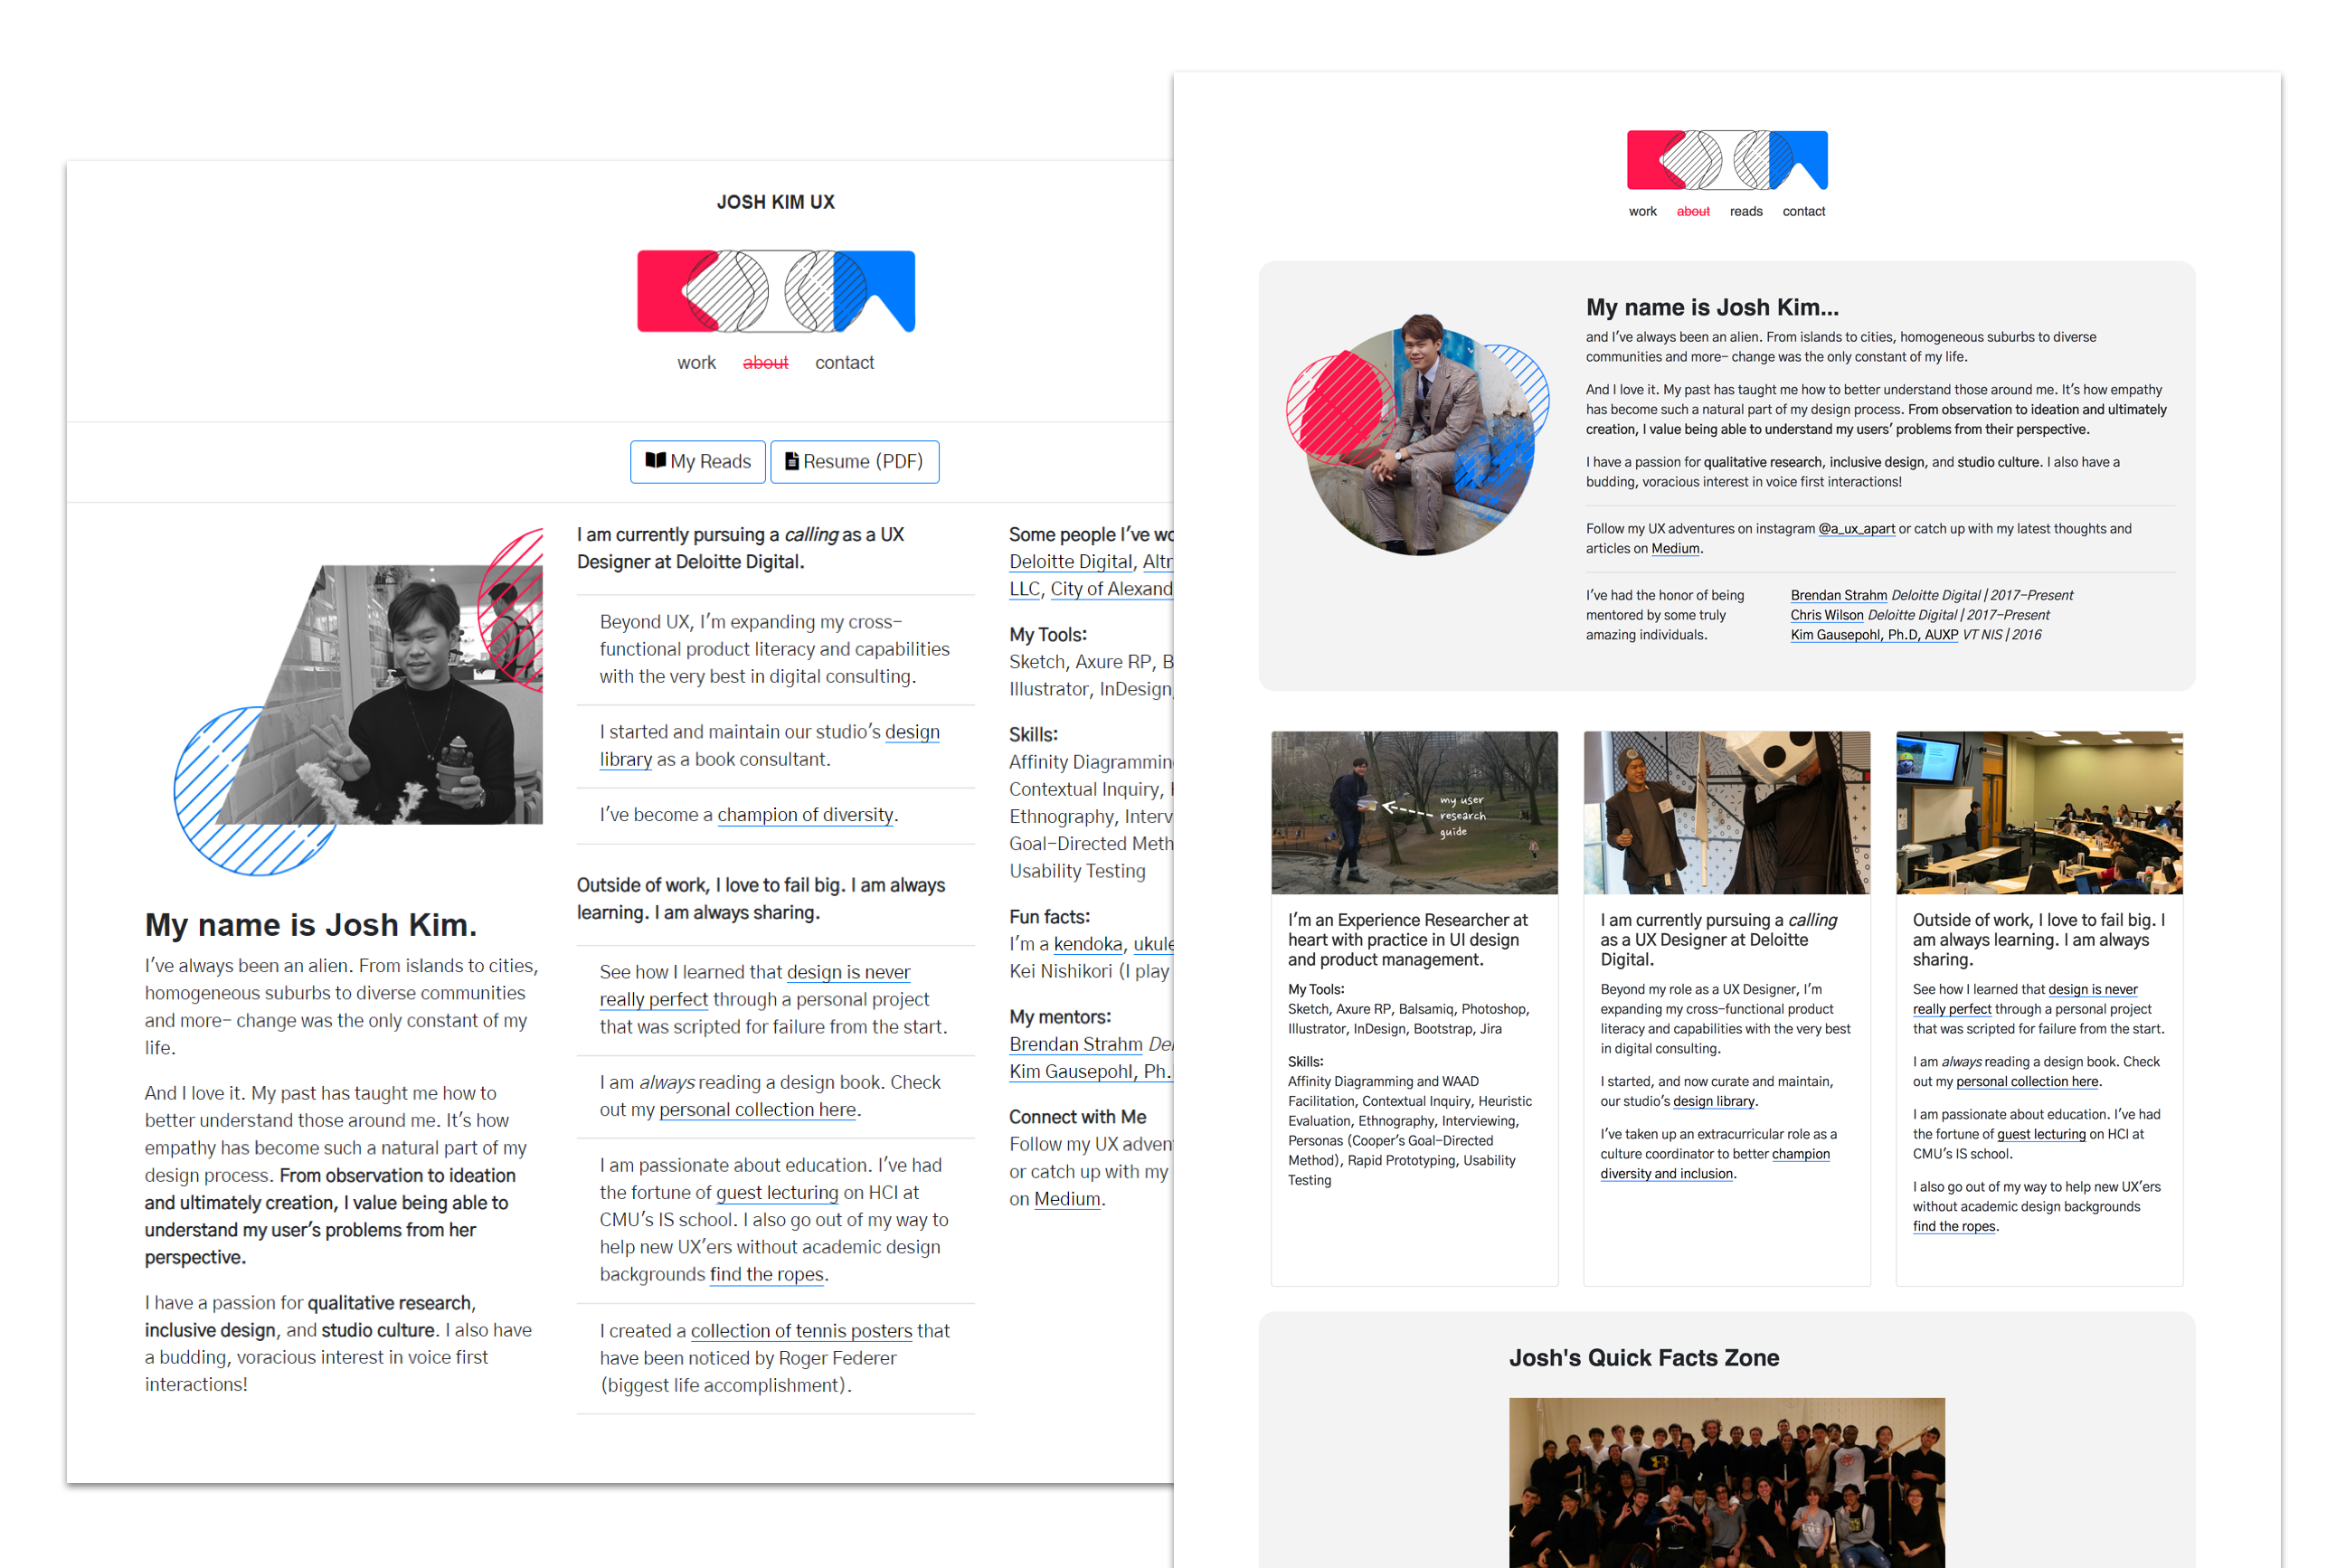 JOSH KIM UX
work about contact
My Reads
Resume (PDF)
My name is Josh Kim.
I've always been an alien. From islands to cities,
homogeneous suburbs to diverse communities
and more– change was the only constant of my
life.
And I love it. My past has taught me how to
better understand those around me. It's how
empathy has become such a natural part of my
design process. From observation to ideation
and ultimately creation, I value being able to
understand my user's problems from her
perspective.
I have a passion for qualitative research,
inclusive design, and studio culture. I also have
a budding, voracious interest in voice first
interactions!
I am currently pursuing a calling as a UX
Designer at Deloitte Digital.
Beyond UX, I'm expanding my cross–
functional product literacy and capabilities
with the very best in digital consulting.
I started and maintain our studio's design
library as a book consultant.
I've become a champion of diversity.
Outside of work, I love to fail big. I am always
learning. I am always sharing.
See how I learned that design is never
really perfect through a personal project
that was scripted for failure from the start.
I am always reading a design book. Check
out my personal collection here.
I am passionate about education. I've had
the fortune of guest lecturing on HCI at
CMU's IS school. I also go out of my way to
help new UX'ers without academic design
backgrounds find the ropes.
I created a collection of tennis posters that
have been noticed by Roger Federer
(biggest life accomplishment).
Some people I've wo
Deloitte Digital, Altr
LLC, City of Alexand
My Tools:
Sketch, Axure RP, B
Illustrator, InDesign,
Skills:
Affinity Diagrammin
Contextual Inquiry,
Ethnography, Interv
Goal–Directed Meth
Usability Testing
Fun facts:
I'm a kendoka, ukule
Kei Nishikori (I play
My mentors:
Brendan Strahm Del
Kim Gausepohl, Ph.
Connect with Me
Follow my UX adven
or catch up with my
on Medium.
work about reads contact
My name is Josh Kim...
and I've always been an alien. From islands to cities, homogeneous suburbs to diverse
communities and more– change was the only constant of my life.
And I love it. My past has taught me how to better understand those around me. It's how empathy
has become such a natural part of my design process. From observation to ideation and ultimately
creation, I value being able to understand my users' problems from their perspective.
I have a passion for qualitative research, inclusive design, and studio culture. I also have a
budding, voracious interest in voice first interactions!
Follow my UX adventures on instagram @a_ux_apart or catch up with my latest thoughts and
articles on Medium.
I've had the honor of being
mentored by some truly
amazing individuals.
Brendan Strahm Deloitte Digital | 2017–Present
Chris Wilson Deloitte Digital | 2017–Present
Kim Gausepohl, Ph.D, AUXP VT NIS | 2016
my user
research
guide
I'm an Experience Researcher at
heart with practice in UI design
and product management.
My Tools:
Sketch, Axure RP, Balsamiq, Photoshop,
Illustrator, InDesign, Bootstrap, Jira
Skills:
Affinity Diagramming and WAAD
Facilitation, Contextual Inquiry, Heuristic
Evaluation, Ethnography, Interviewing,
Personas (Cooper's Goal–Directed
Method), Rapid Prototyping, Usability
Testing
I am currently pursuing a calling
as a UX Designer at Deloitte
Digital.
Beyond my role as a UX Designer, I'm
expanding my cross–functional product
literacy and capabilities with the very best
in digital consulting.
I started, and now curate and maintain,
our studio's design library.
I've taken up an extracurricular role as a
culture coordinator to better champion
diversity and inclusion.
Outside of work, I love to fail big. I
am always learning. I am always
sharing.
See how I learned that design is never
really perfect through a personal project
that was scripted for failure from the start.
I am always reading a design book. Check
out my personal collection here.
I am passionate about education. I've had
the fortune of guest lecturing on HCI at
CMU's IS school.
I also go out of my way to help new UX'ers
without academic design backgrounds
find the ropes.
Josh's Quick Facts Zone